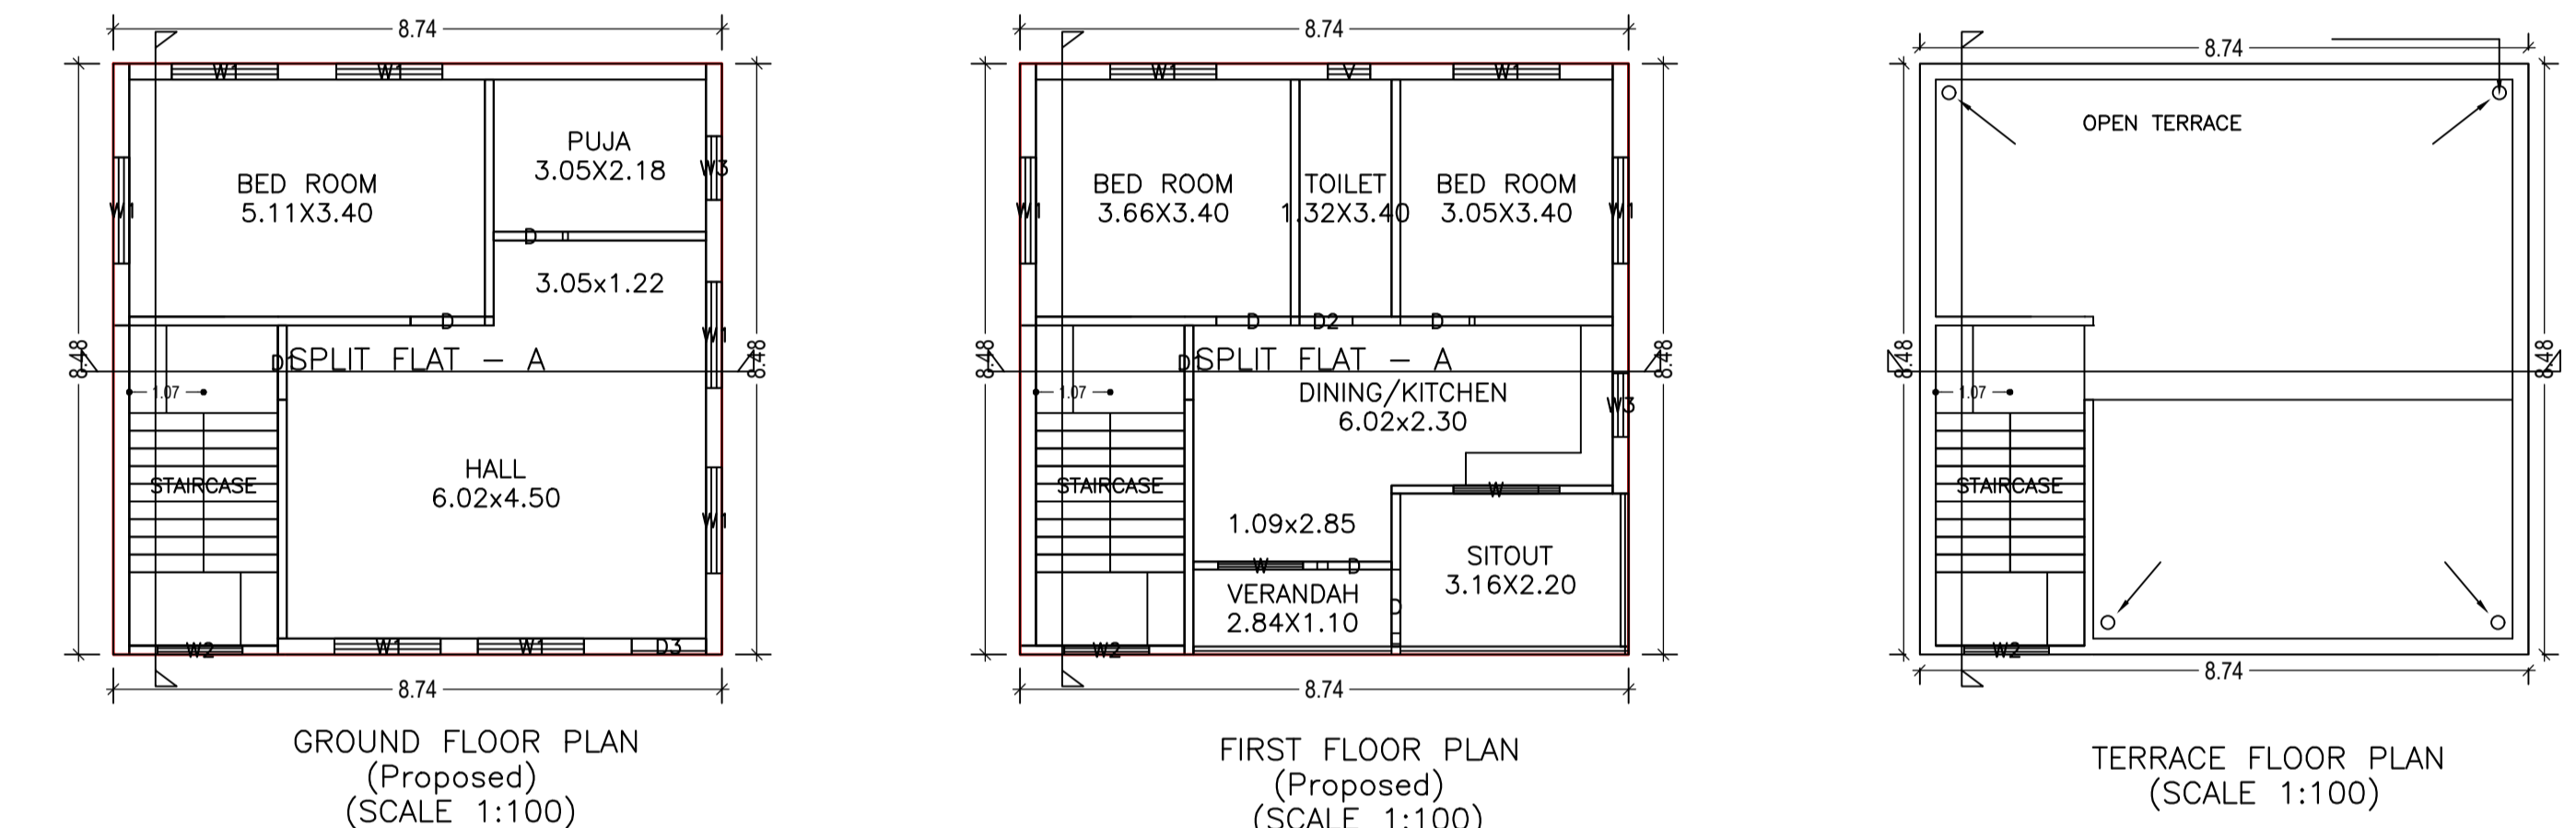 8.74
W1 W1
PUJA
3.05X2.18
W3
BED ROOM
5.11X3.40
W1
D
3.05x1.22
D
W1
8.48
D1
SPLIT FLAT - A
8.48
1.07
HALL
6.02x4.50
STAIRCASE
W1
W2
W1 W1 D3
8.74
GROUND FLOOR PLAN
(Proposed)
(SCALE 1:100)
8.74
W1 V W1
BED ROOM
3.66X3.40
TOILET
1.32X3.40
BED ROOM
3.05X3.40
W1
W1
D D2 D
8.48
D1
SPLIT FLAT - A
8.48
1.07
DINING/KITCHEN
6.02x2.30
W3
STAIRCASE
W
1.09x2.85
SITOUT
3.16X2.20
W D
VERANDAH
2.84X1.10
D
W2
8.74
FIRST FLOOR PLAN
(Proposed)
(SCALE 1:100)
8.74
OPEN TERRACE
8.48
8.48
1.07
STAIRCASE
W2
8.74
TERRACE FLOOR PLAN
(SCALE 1:100)